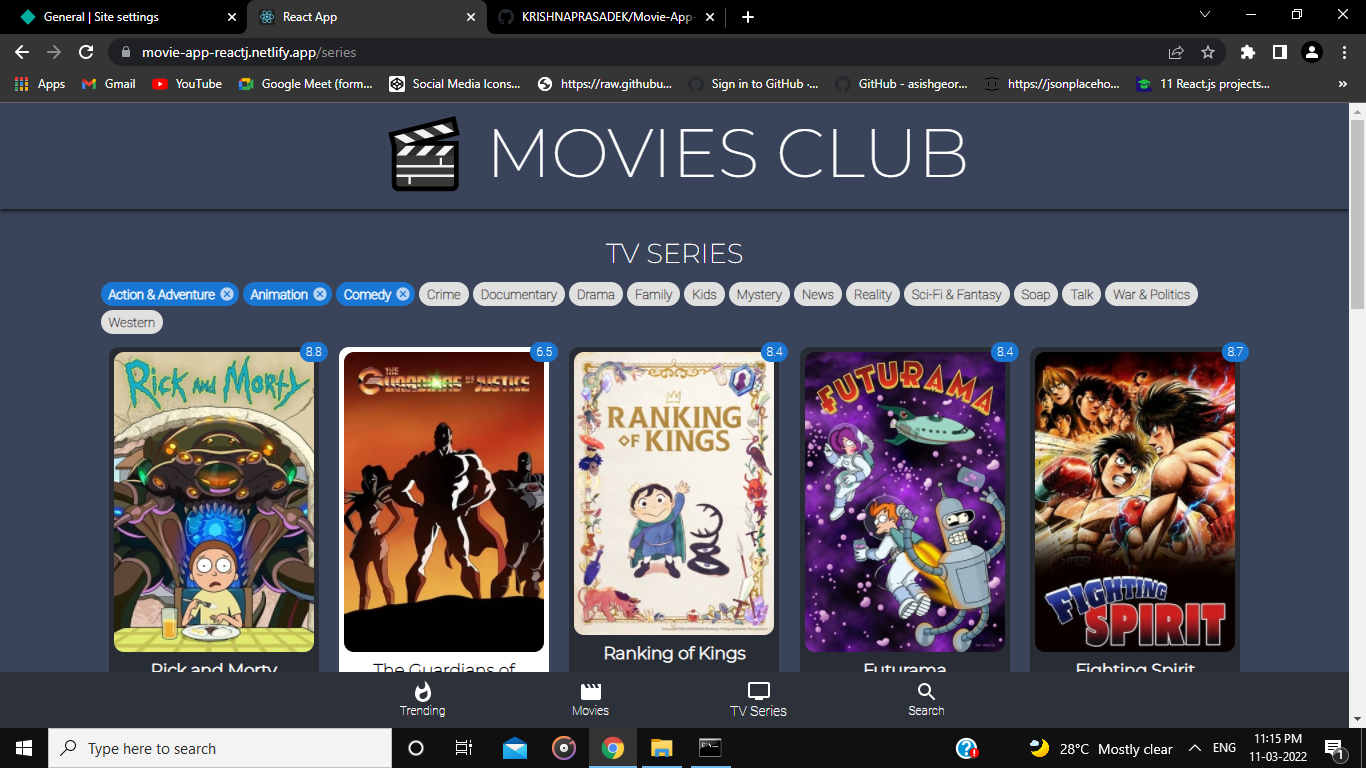 General | Site settings
React App
KRISHNAPRASADEK/Movie-App-
movie-app-reactj.netlify.app/series
Apps
Gmail
YouTube
Google Meet (form...
Social Media Icons...
https://raw.githubu...
Sign in to GitHub ·...
GitHub - asishgeor...
https://jsonplaceho...
11 React.js projects...
»
MOVIES CLUB
TV SERIES
Action & Adventure
Animation
Comedy
Crime
Documentary
Drama
Family
Kids
Mystery
News
Reality
Sci-Fi & Fantasy
Soap
Talk
War & Politics
Western
8.8
6.5
8.4
8.4
8.7
RICK AND MORTY
THE GUARDIANS OF JUSTICE
RANKING OF KINGS
FUTURAMA
FIGHTING SPIRIT
Rick and Morty
The Guardians of
Ranking of Kings
Futurama
Fighting Spirit
Trending
Movies
TV Series
Search
Type here to search
28°C Mostly clear
ENG
11:15 PM
11-03-2022
1